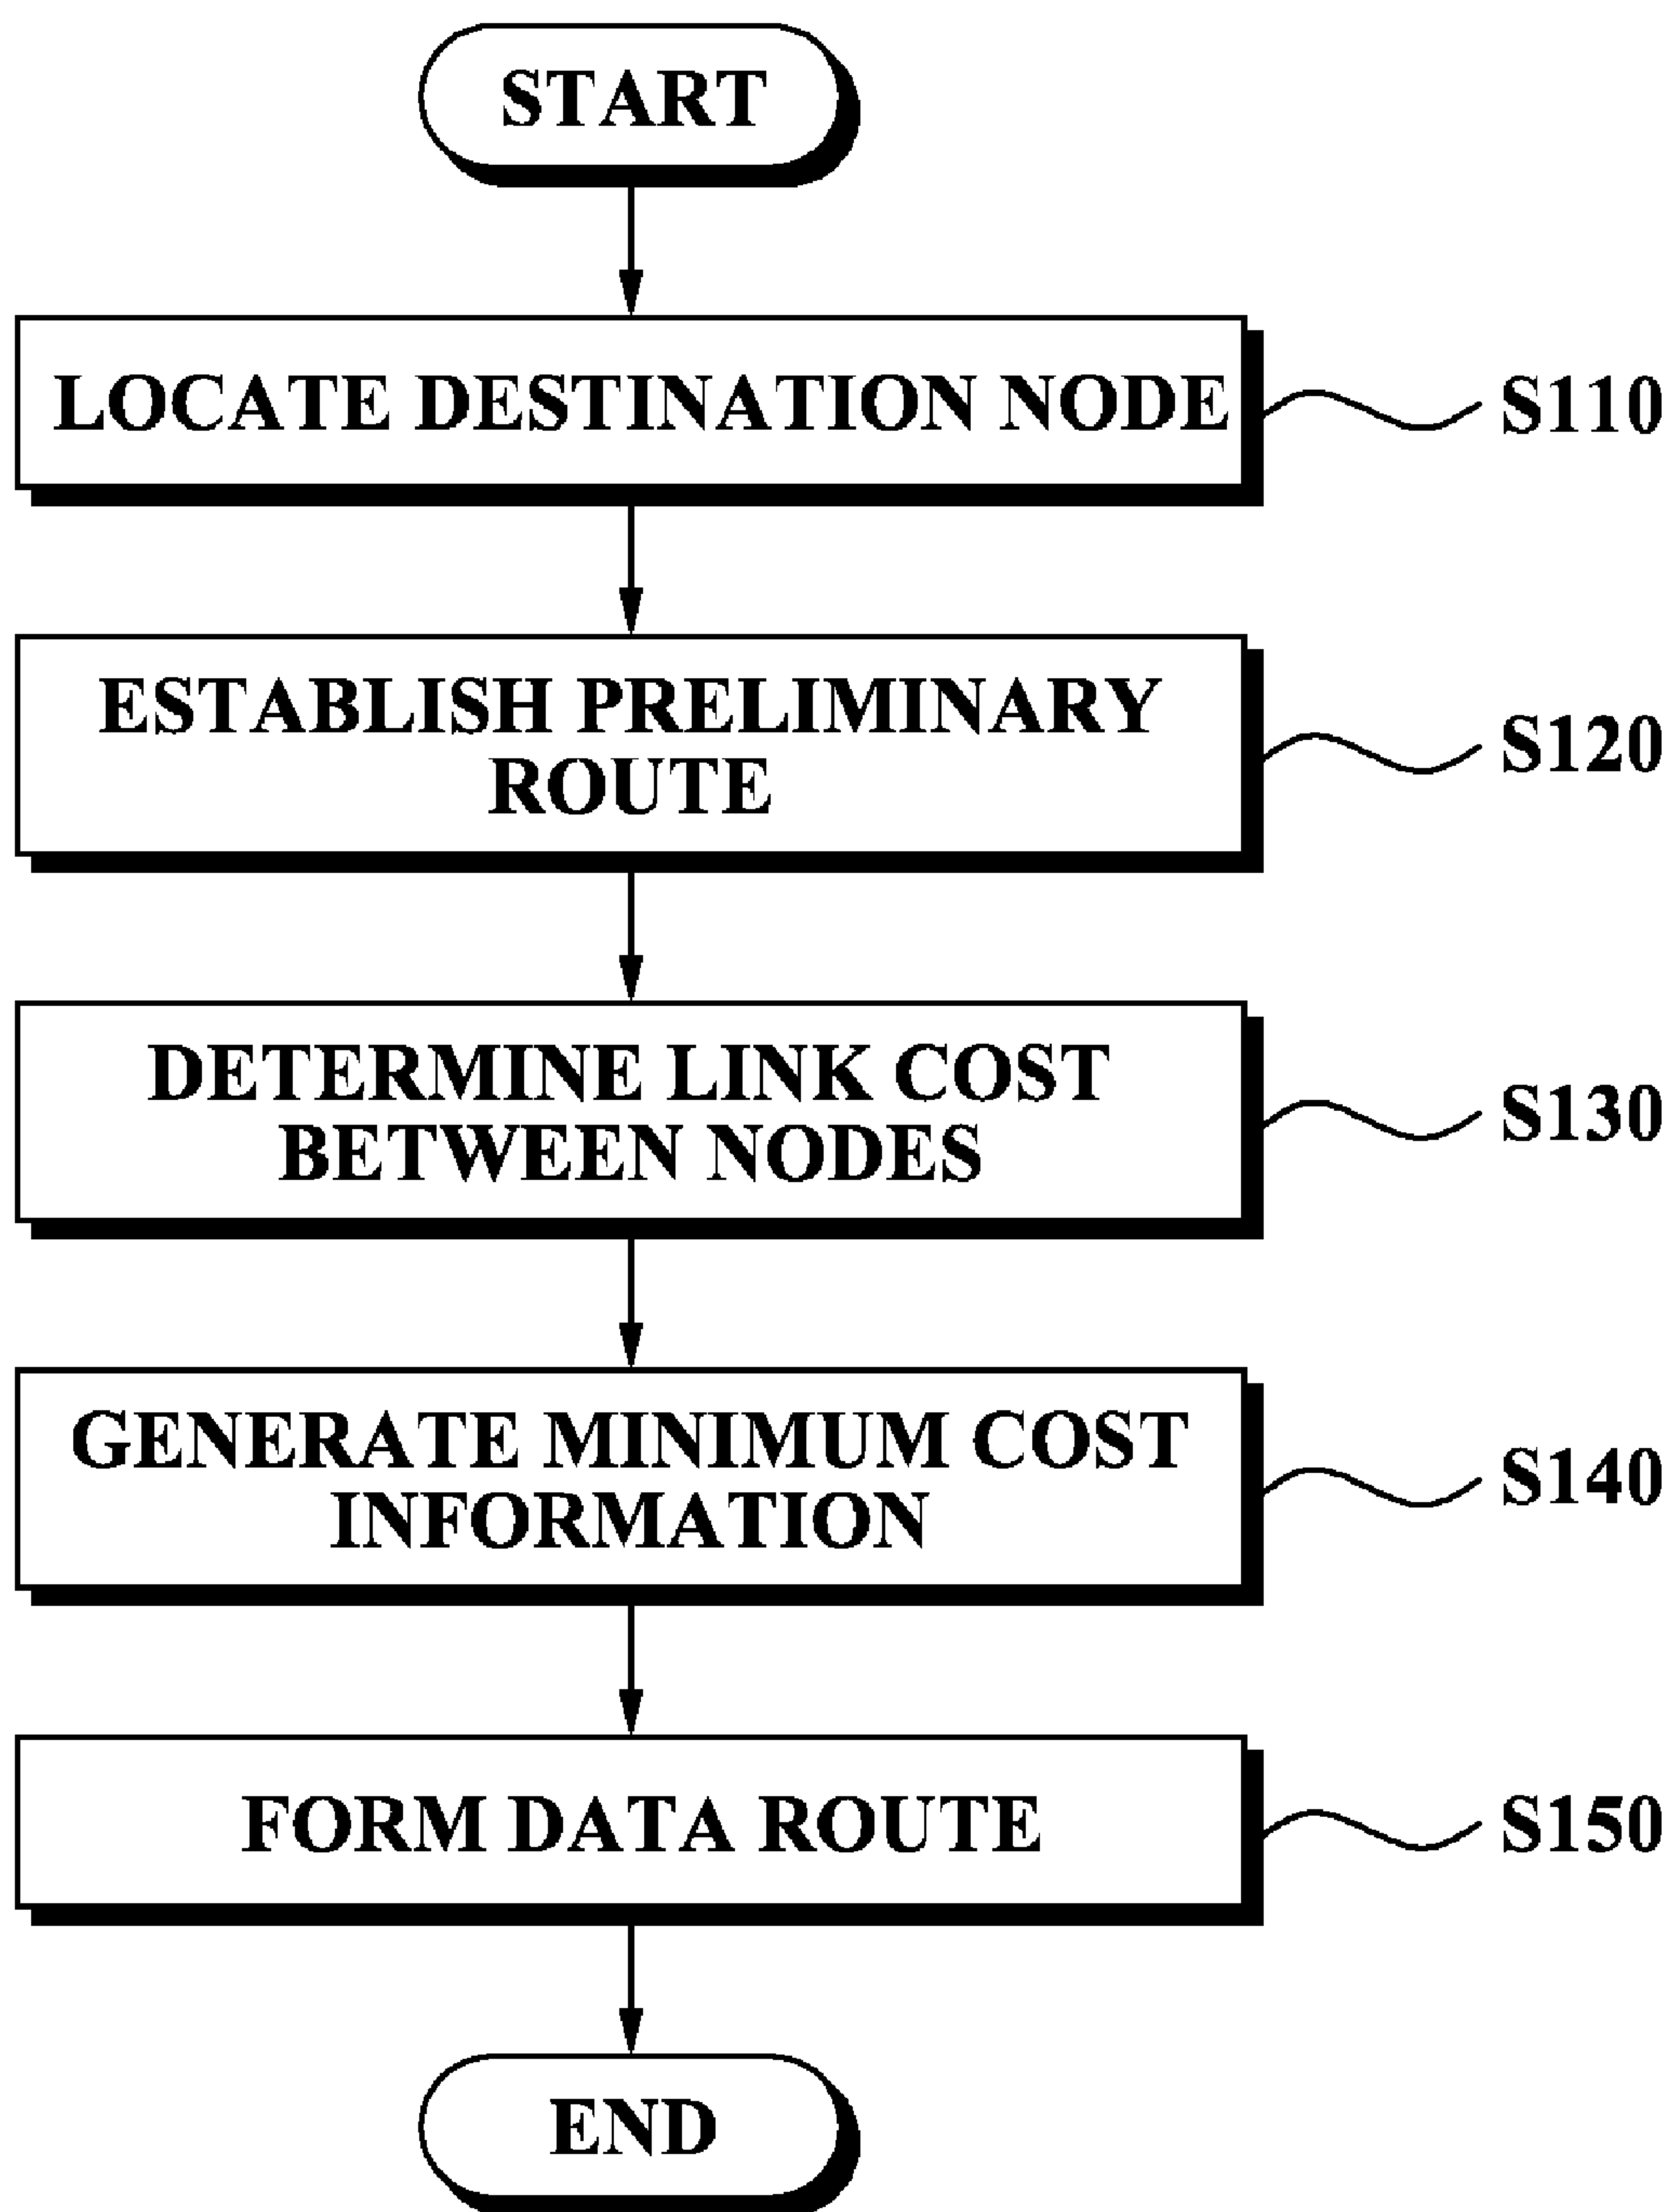 START
LOCATE DESTINATION NODE
S110
ESTABLISH PRELIMINARY
ROUTE
S120
DETERMINE LINK COST
BETWEEN NODES
S130
GENERATE MINIMUM COST
INFORMATION
S140
FORM DATA ROUTE
S150
END